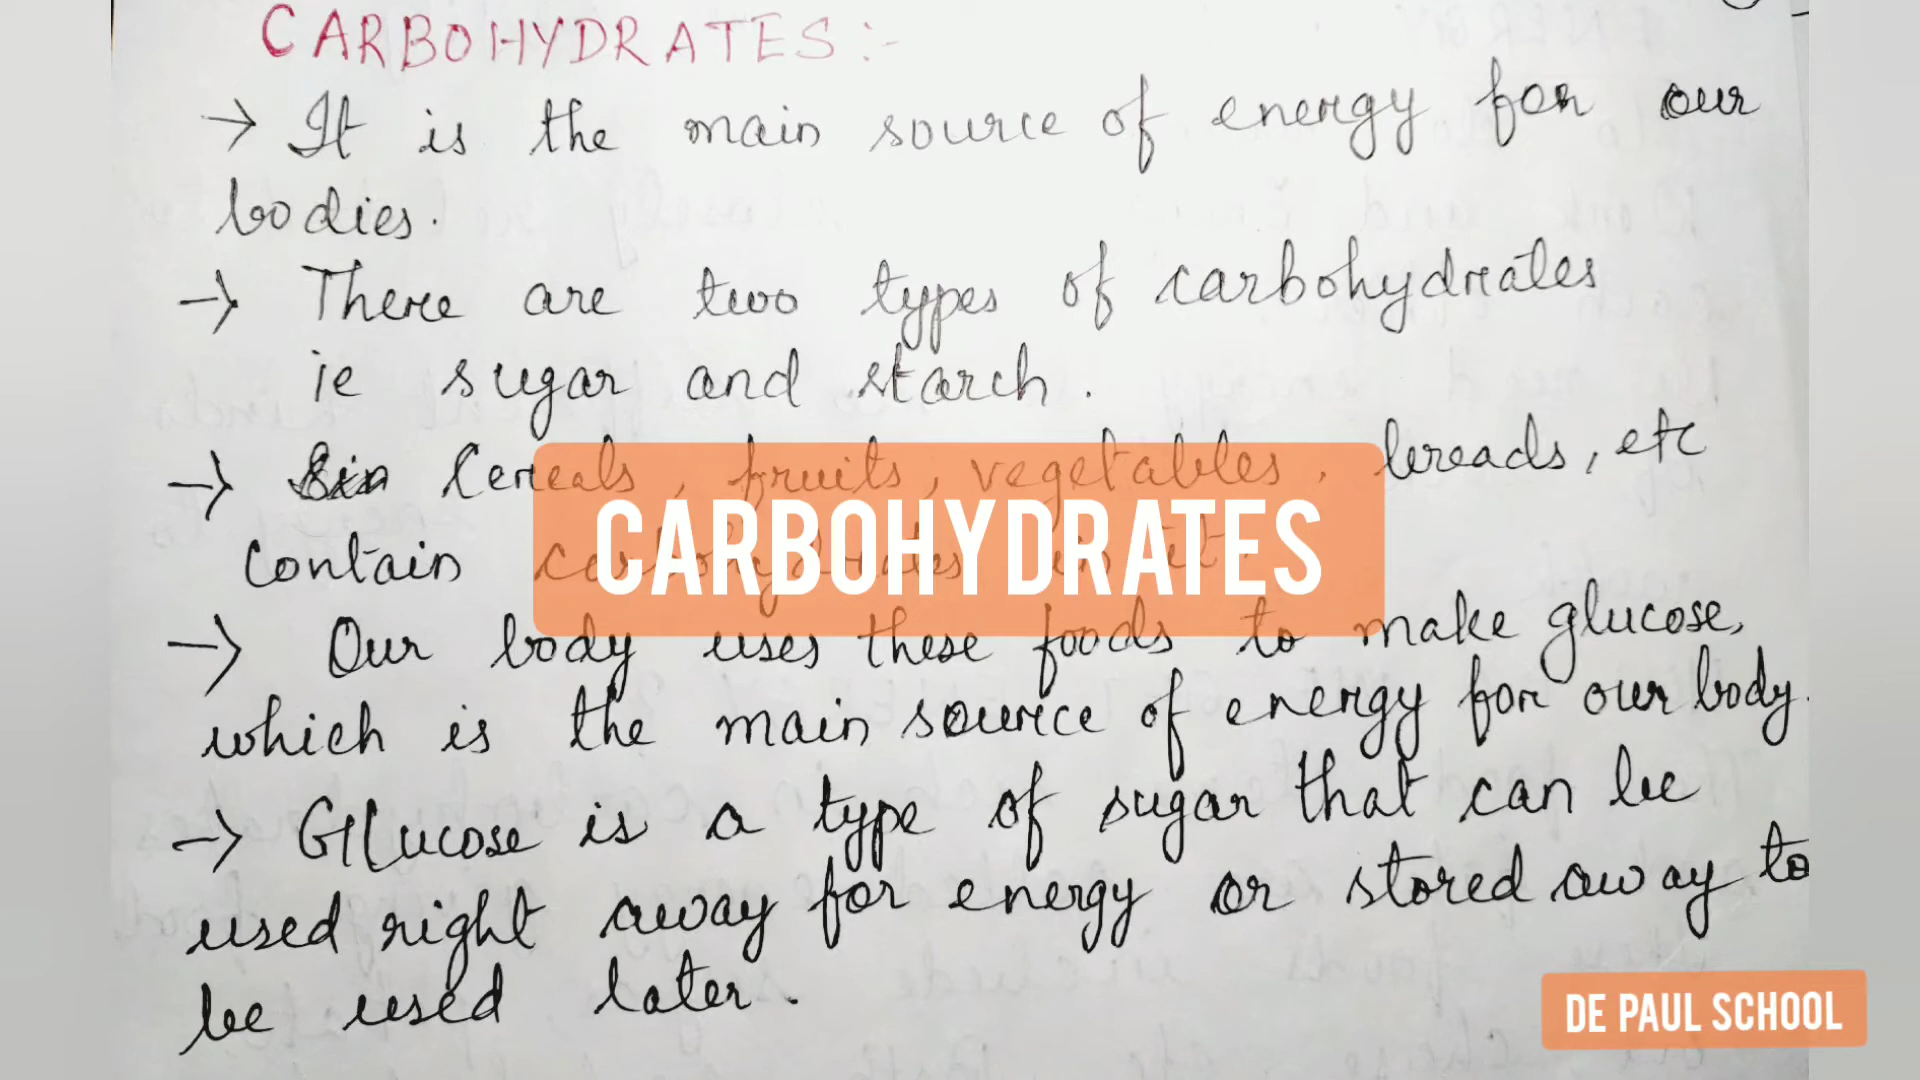 CARBOHYDRATES:-
→ It is the main source of energy for our
bodies.
→ There are two types of carbohydrates
ie sugar and starch.
→ Cereals, fruits, vegetables, breads, etc
CARBOHYDRATES
contain carbohydrates in it.
→ Our body uses these foods to make glucose,
which is the main source of energy for our body.
→ Glucose is a type of sugar that can be
used right away for energy or stored away to
be used later.
DE PAUL SCHOOL